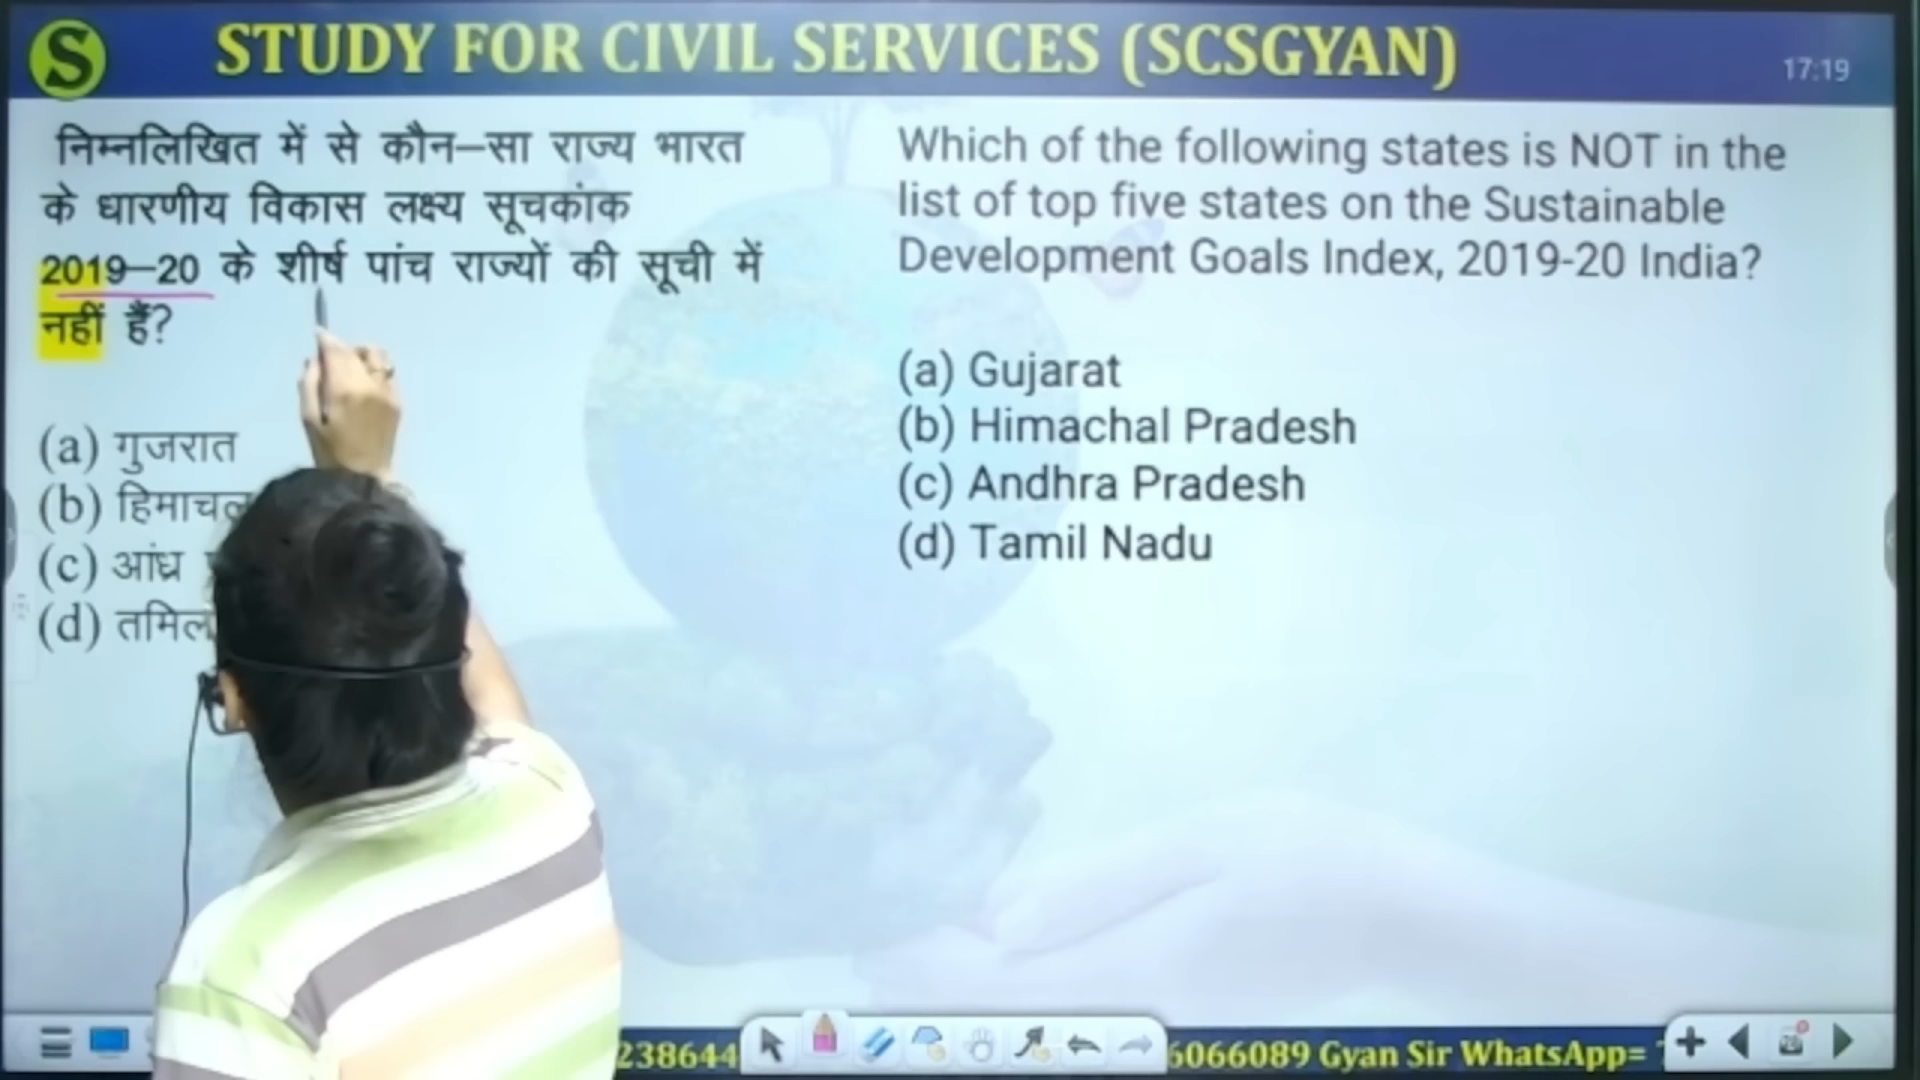 S
STUDY FOR CIVIL SERVICES (SCSGYAN)
17:19
निम्नलिखित में से कौन–सा राज्य भारत
के धारणीय विकास लक्ष्य सूचकांक
2019–20 के शीर्ष पांच राज्यों की सूची में
नहीं हैं?
(a) गुजरात
(b) हिमाचल
(c) आंध्र
(d) तमिल
Which of the following states is NOT in the
list of top five states on the Sustainable
Development Goals Index, 2019-20 India?
(a) Gujarat
(b) Himachal Pradesh
(c) Andhra Pradesh
(d) Tamil Nadu
238644
6066089 Gyan Sir WhatsApp=